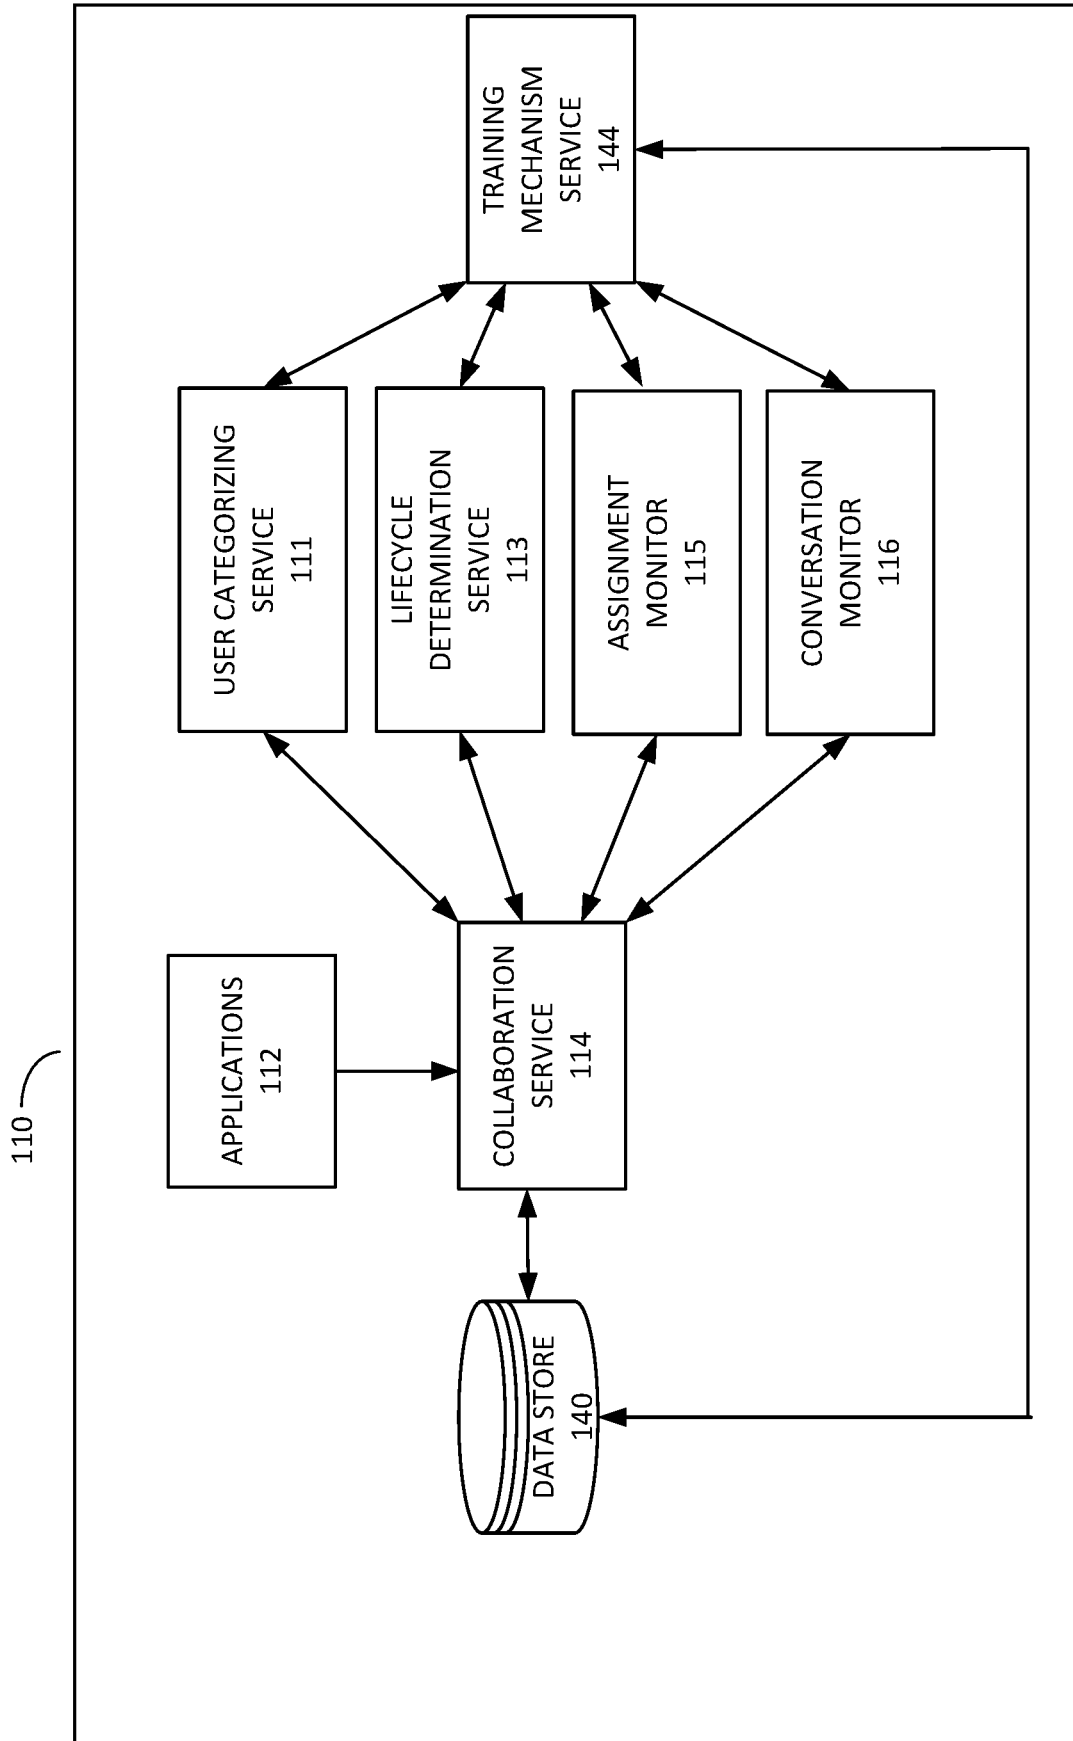 110
DATA STORE
140
APPLICATIONS
112
COLLABORATION
SERVICE
114
USER CATEGORIZING
SERVICE
111
LIFECYCLE
DETERMINATION
SERVICE
113
ASSIGNMENT
MONITOR
115
CONVERSATION
MONITOR
116
TRAINING
MECHANISM
SERVICE
144